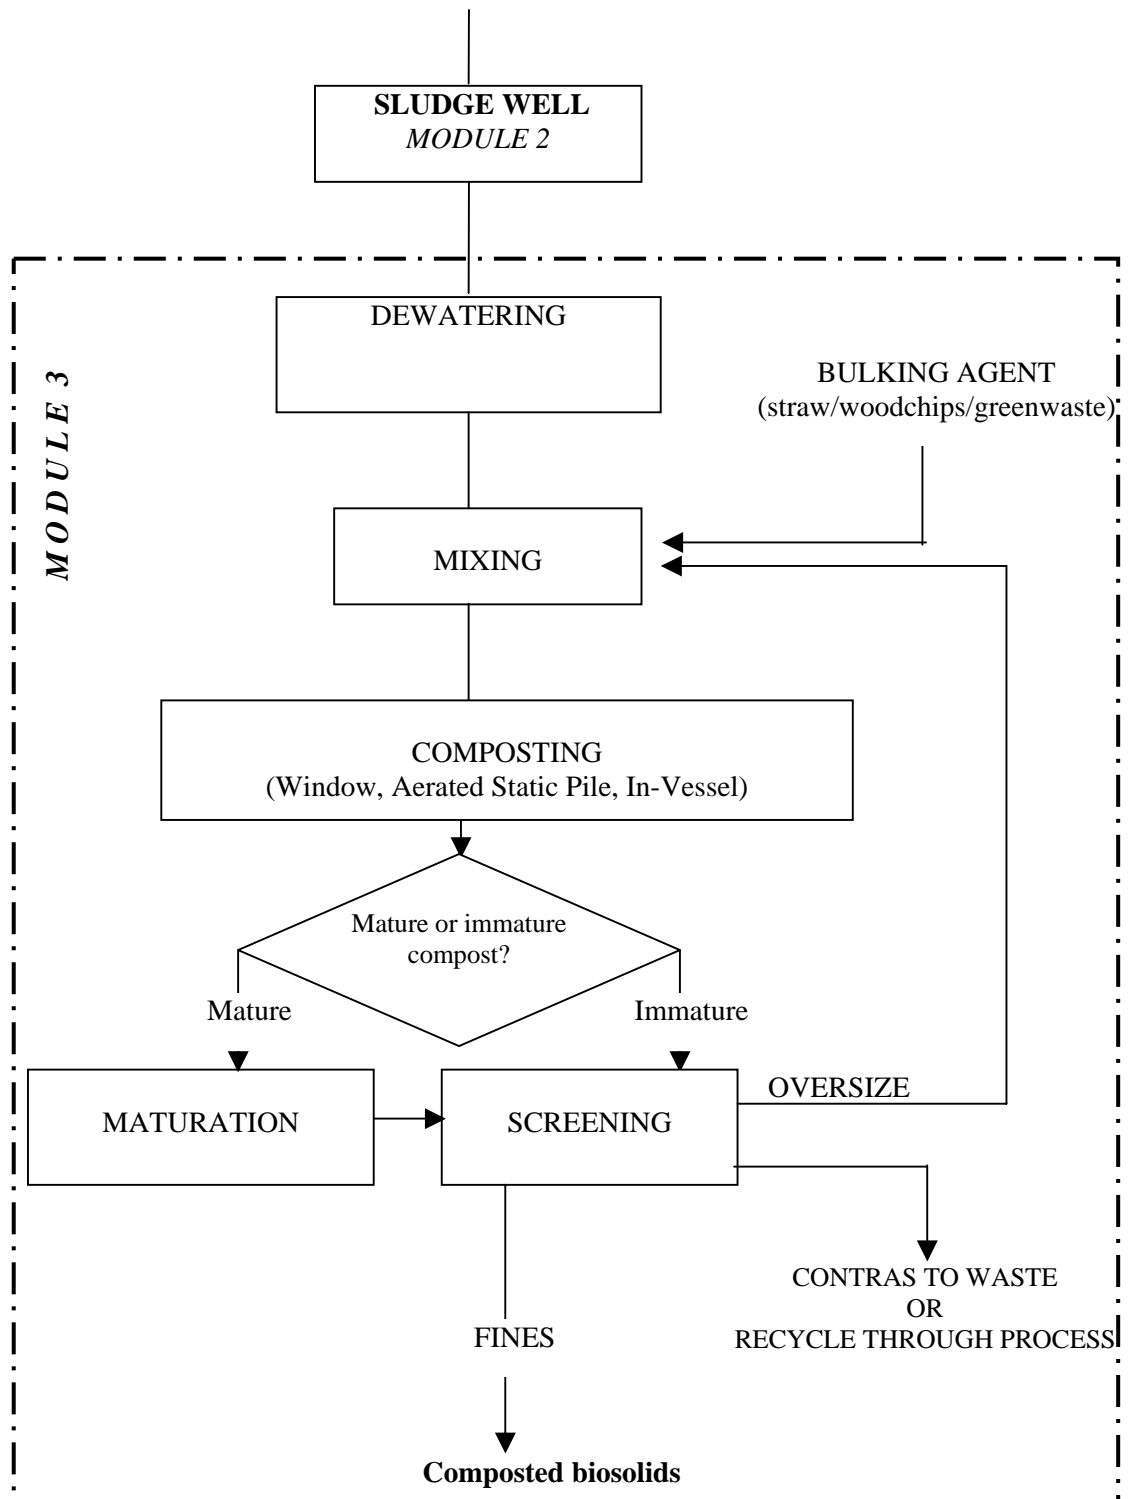 SLUDGE WELL
MODULE 2
DEWATERING
MODULE 3
BULKING AGENT
(straw/woodchips/greenwaste)
MIXING
COMPOSTING
(Window, Aerated Static Pile, In-Vessel)
Mature or immature
compost?
Mature
Immature
MATURATION
SCREENING
OVERSIZE
CONTRAS TO WASTE
OR
RECYCLE THROUGH PROCESS
FINES
Composted biosolids